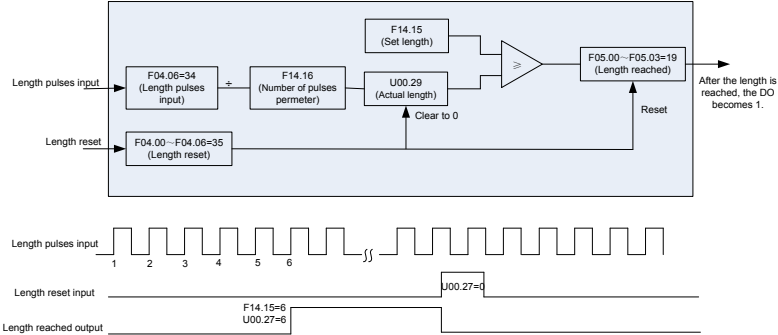 F14.15
(Set length)
F04.06=34
(Length pulses
input)
÷
F14.16
(Number of pulses
permeter)
U00.29
(Actual length)
≥
F05.00～F05.03=19
(Length reached)
Length pulses input
After the length is
reached, the DO
becomes 1.
Clear to 0
Reset
Length reset
F04.00～F04.06=35
(Length reset)
Length pulses input
1 2 3 4 5 6
Length reset input
U00.27=0
F14.15=6
U00.27=6
Length reached output